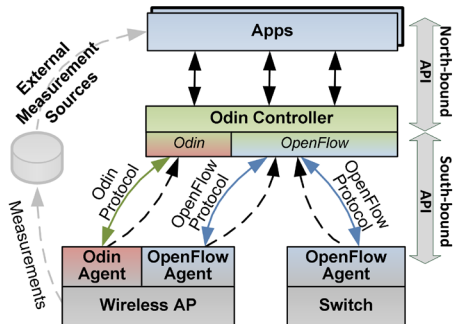 Apps
External
Measurement
Sources
North-bound
API
Odin Controller
Odin
OpenFlow
Odin
Protocol
OpenFlow
Protocol
OpenFlow
Protocol
South-bound
API
Measurements
Odin
Agent
OpenFlow
Agent
Wireless AP
OpenFlow
Agent
Switch